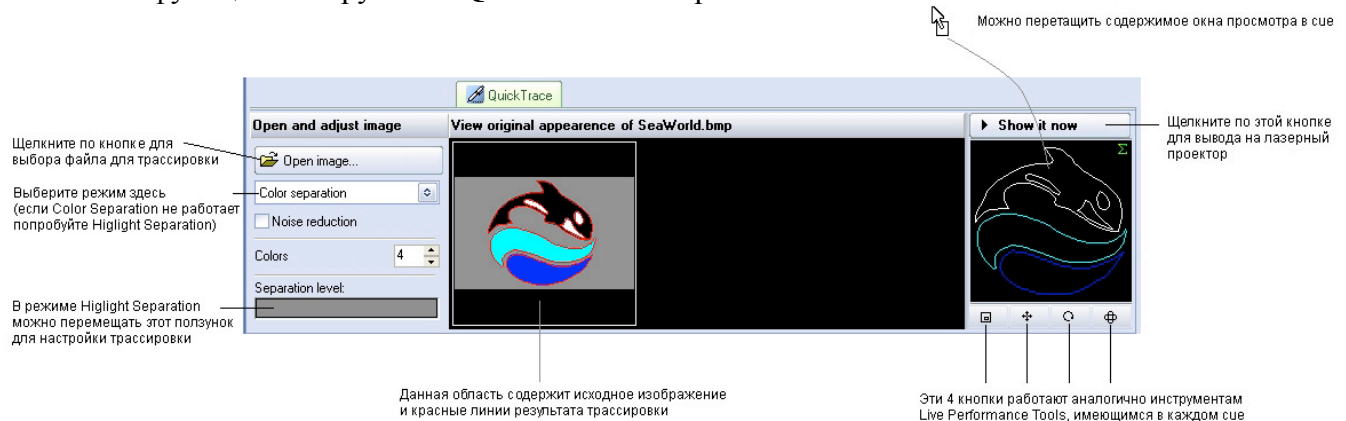 Можно перетащить содержимое окна просмотра в cue
QuickTrace
Open and adjust image
View original appearence of SeaWorld.bmp
Show it now
Щелкните по кнопке для
выбора файла для трассировки
Open image...
Щелкните по этой кнопке
для вывода на лазерный
проектор
Выберите режим здесь
(если Color Separation не работает
попробуйте Higlight Separation)
Color separation
Noise reduction
Colors
4
Separation level:
В режиме Higlight Separation
можно перемещать этот ползунок
для настройки трассировки
Σ
Данная область содержит исходное изображение
и красные линии результата трассировки
Эти 4 кнопки работают аналогично инструментам
Live Performance Tools, имеющимся в каждом cue